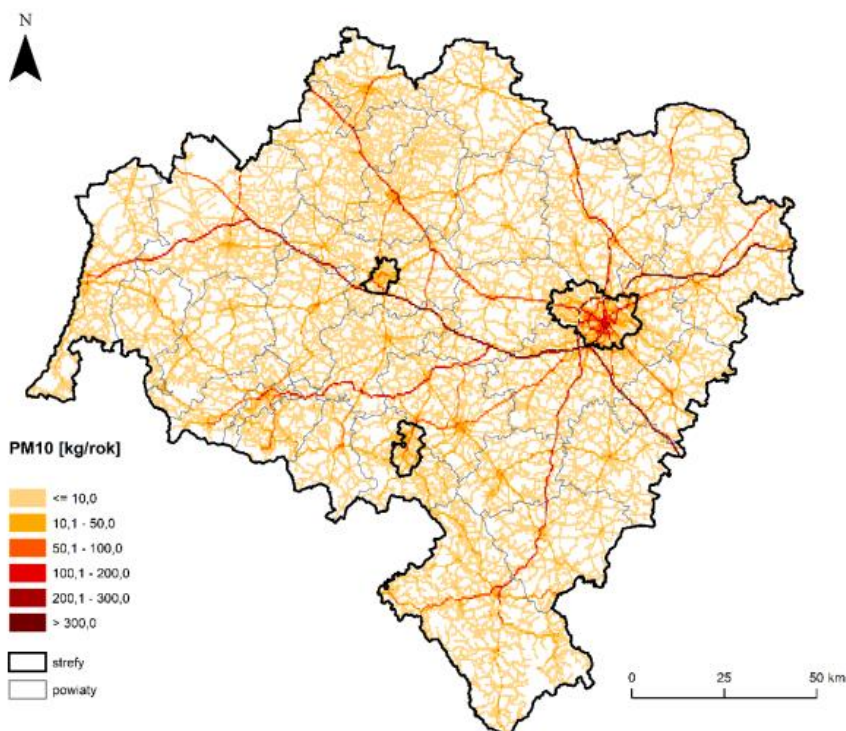 N
PM10 [kg/rok]
<= 10,0
10,1 - 50,0
50,1 - 100,0
100,1 - 200,0
200,1 - 300,0
> 300,0
strefy
powiaty
0 25 50 km